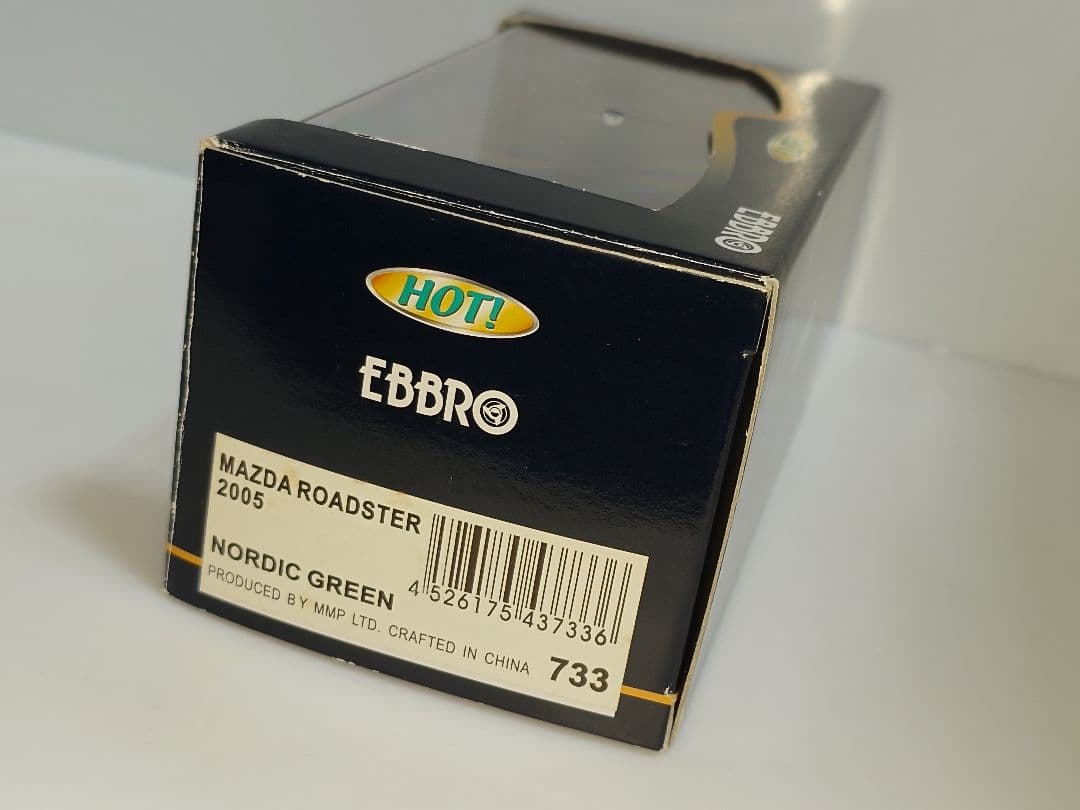 EBBRO
HOT!
EBBRO
MAZDA ROADSTER
2005
NORDIC GREEN
4 526175 437336
PRODUCED BY MMP LTD. CRAFTED IN CHINA
733